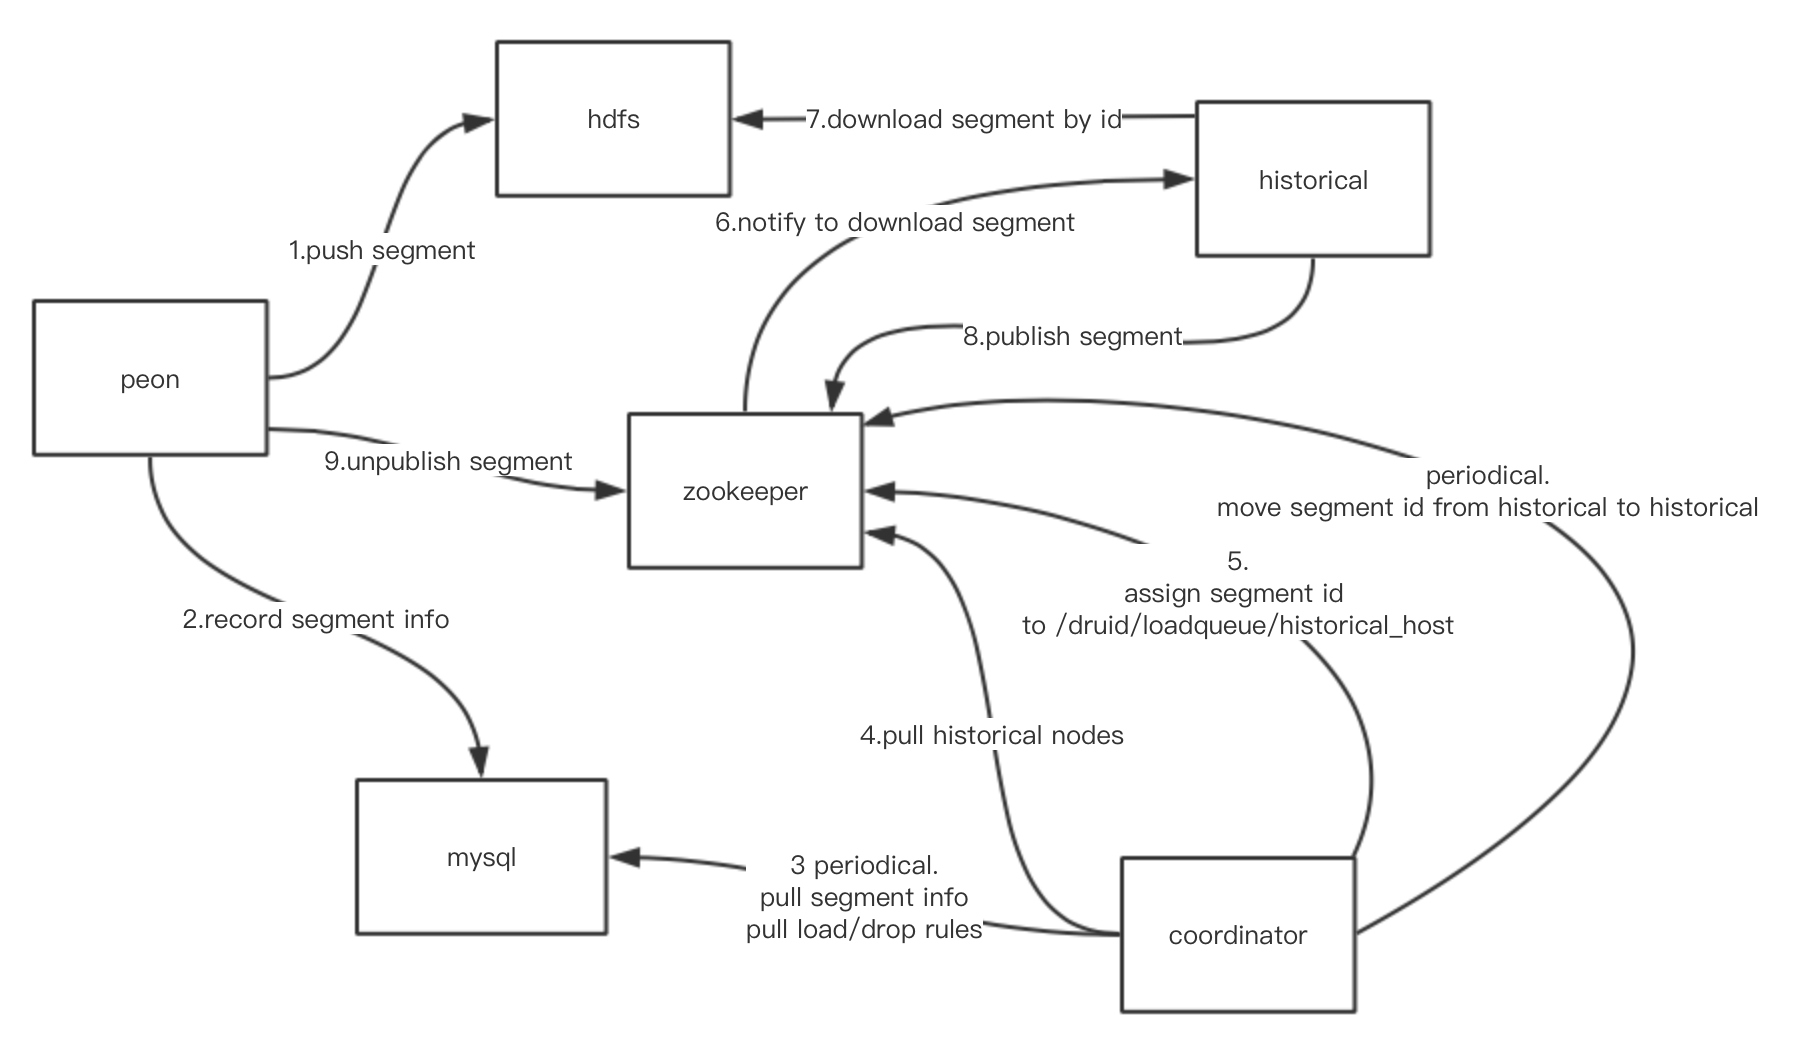 hdfs
7.download segment by id
historical
6.notify to download segment
1.push segment
8.publish segment
peon
9.unpublish segment
zookeeper
periodical.
move segment id from historical to historical
5.
assign segment id
to /druid/loadqueue/historical_host
2.record segment info
4.pull historical nodes
mysql
3 periodical.
pull segment info
pull load/drop rules
coordinator